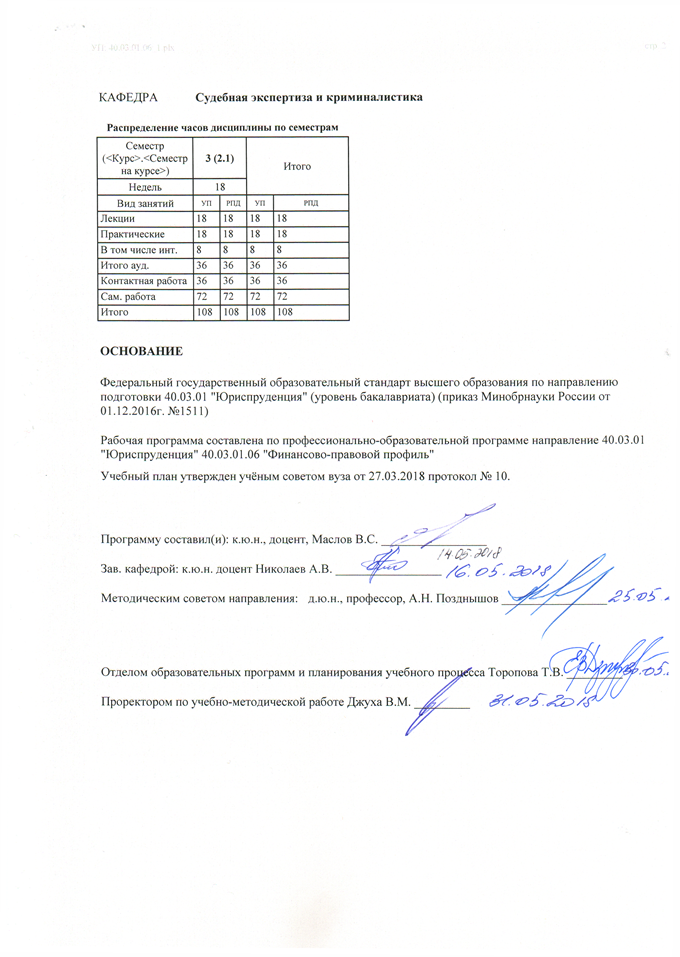 УП: 40.03.01.06_1.plx стр. 2
КАФЕДРА Судебная экспертиза и криминалистика
Распределение часов дисциплины по семестрам
Семестр (<Курс>.<Семестр на курсе>) 3 (2.1) Итого
Недель 18
Вид занятий УП РПД УП РПД
Лекции 18 18 18 18
Практические 18 18 18 18
В том числе инт. 8 8 8 8
Итого ауд. 36 36 36 36
Контактная работа 36 36 36 36
Сам. работа 72 72 72 72
Итого 108 108 108 108
ОСНОВАНИЕ
Федеральный государственный образовательный стандарт высшего образования по направлению
подготовки 40.03.01 "Юриспруденция" (уровень бакалавриата) (приказ Минобрнауки России от
01.12.2016г. №1511)
Рабочая программа составлена по профессионально-образовательной программе направление 40.03.01
"Юриспруденция" 40.03.01.06 "Финансово-правовой профиль"
Учебный план утвержден учёным советом вуза от 27.03.2018 протокол № 10.
Программу составил(и): к.ю.н., доцент, Маслов В.С.
14.05.2018
Зав. кафедрой: к.ю.н. доцент Николаев А.В. 16.05.2018
Методическим советом направления: д.ю.н., профессор, А.Н. Позднышов 25.05.
Отделом образовательных программ и планирования учебного процесса Торопова Т.В. 30.05.
Проректором по учебно-методической работе Джуха В.М. 31.05.2018